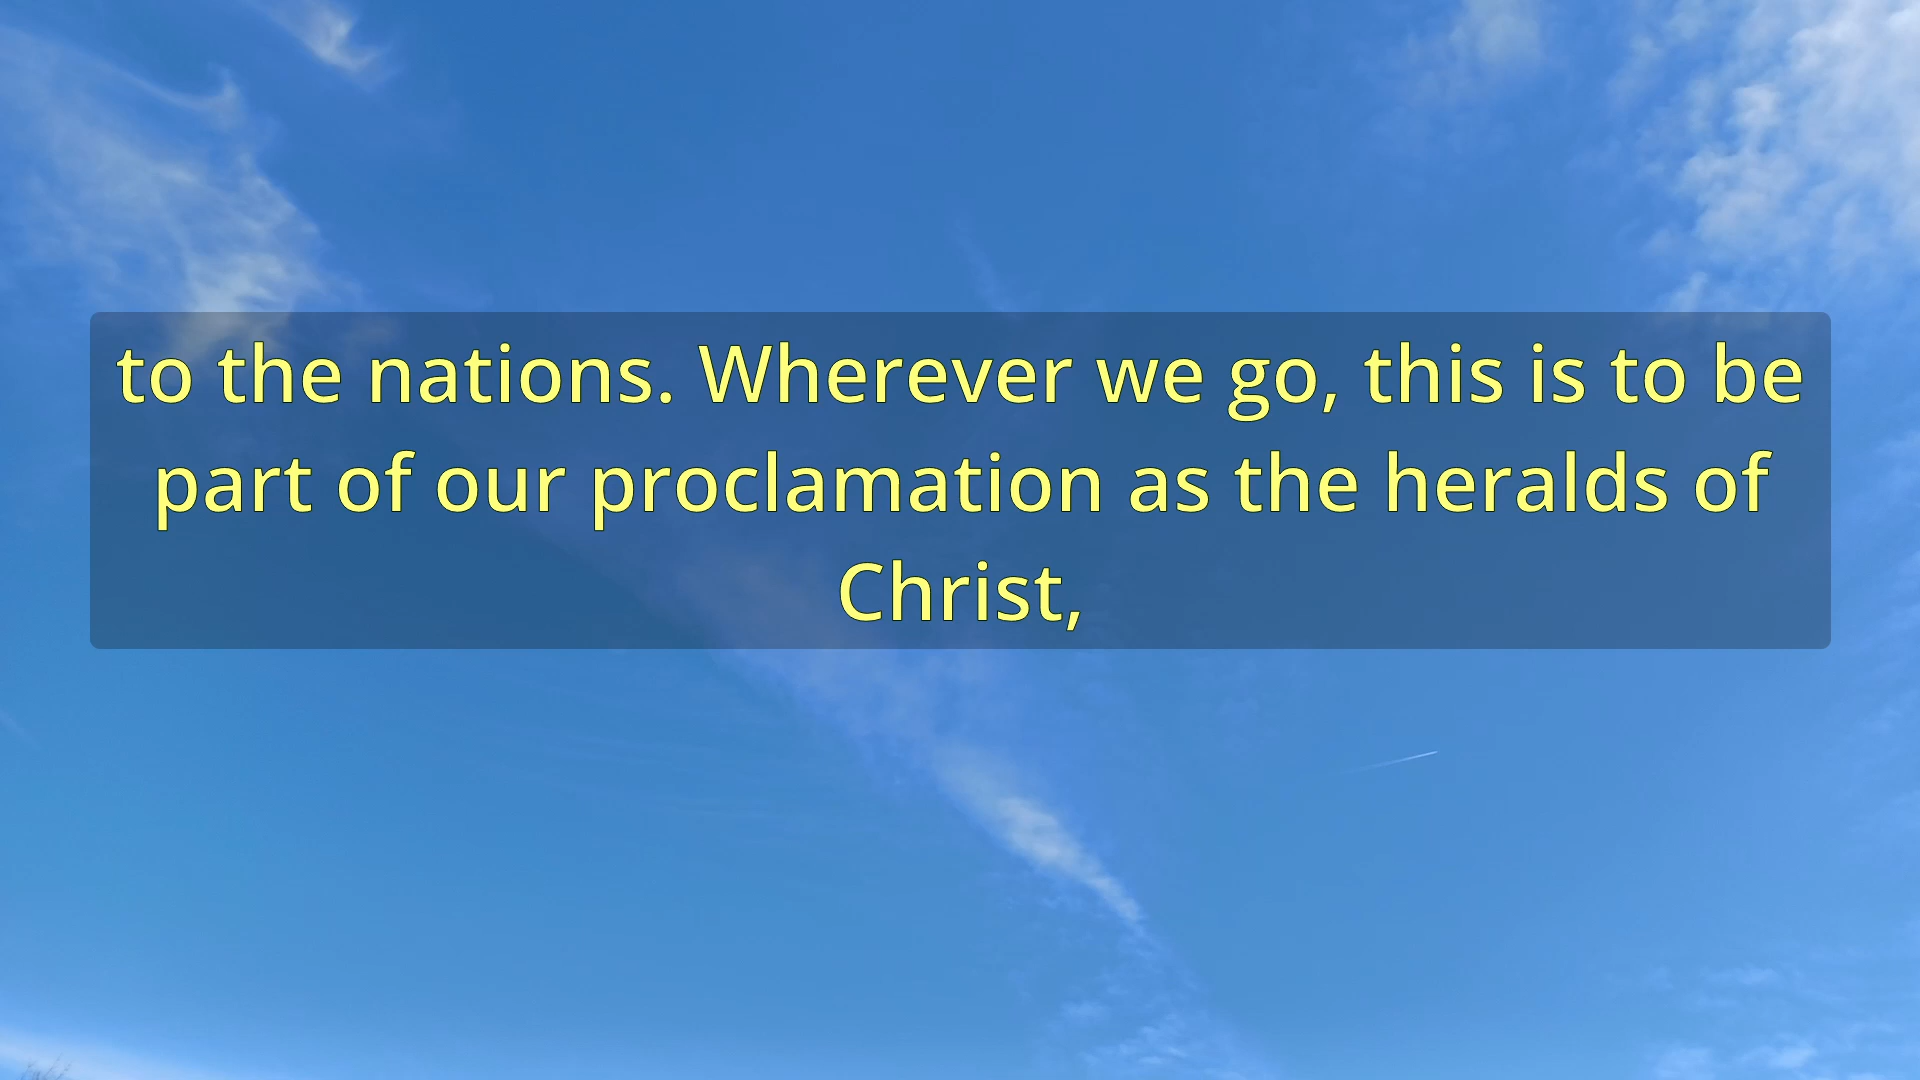 to the nations. Wherever we go, this is to be
part of our proclamation as the heralds of
Christ,